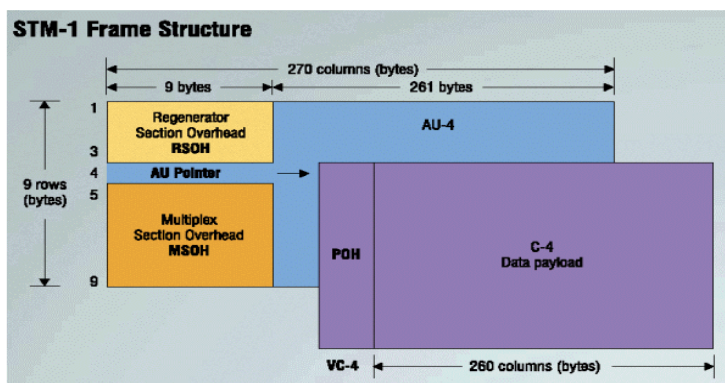 STM-1 Frame Structure
270 columns (bytes)
9 bytes
261 bytes
1
Regenerator
Section Overhead
RSOH
AU-4
3
4
AU Pointer
9 rows
(bytes)
5
Multiplex
Section Overhead
MSOH
9
POH
C-4
Data payload
VC-4
260 columns (bytes)